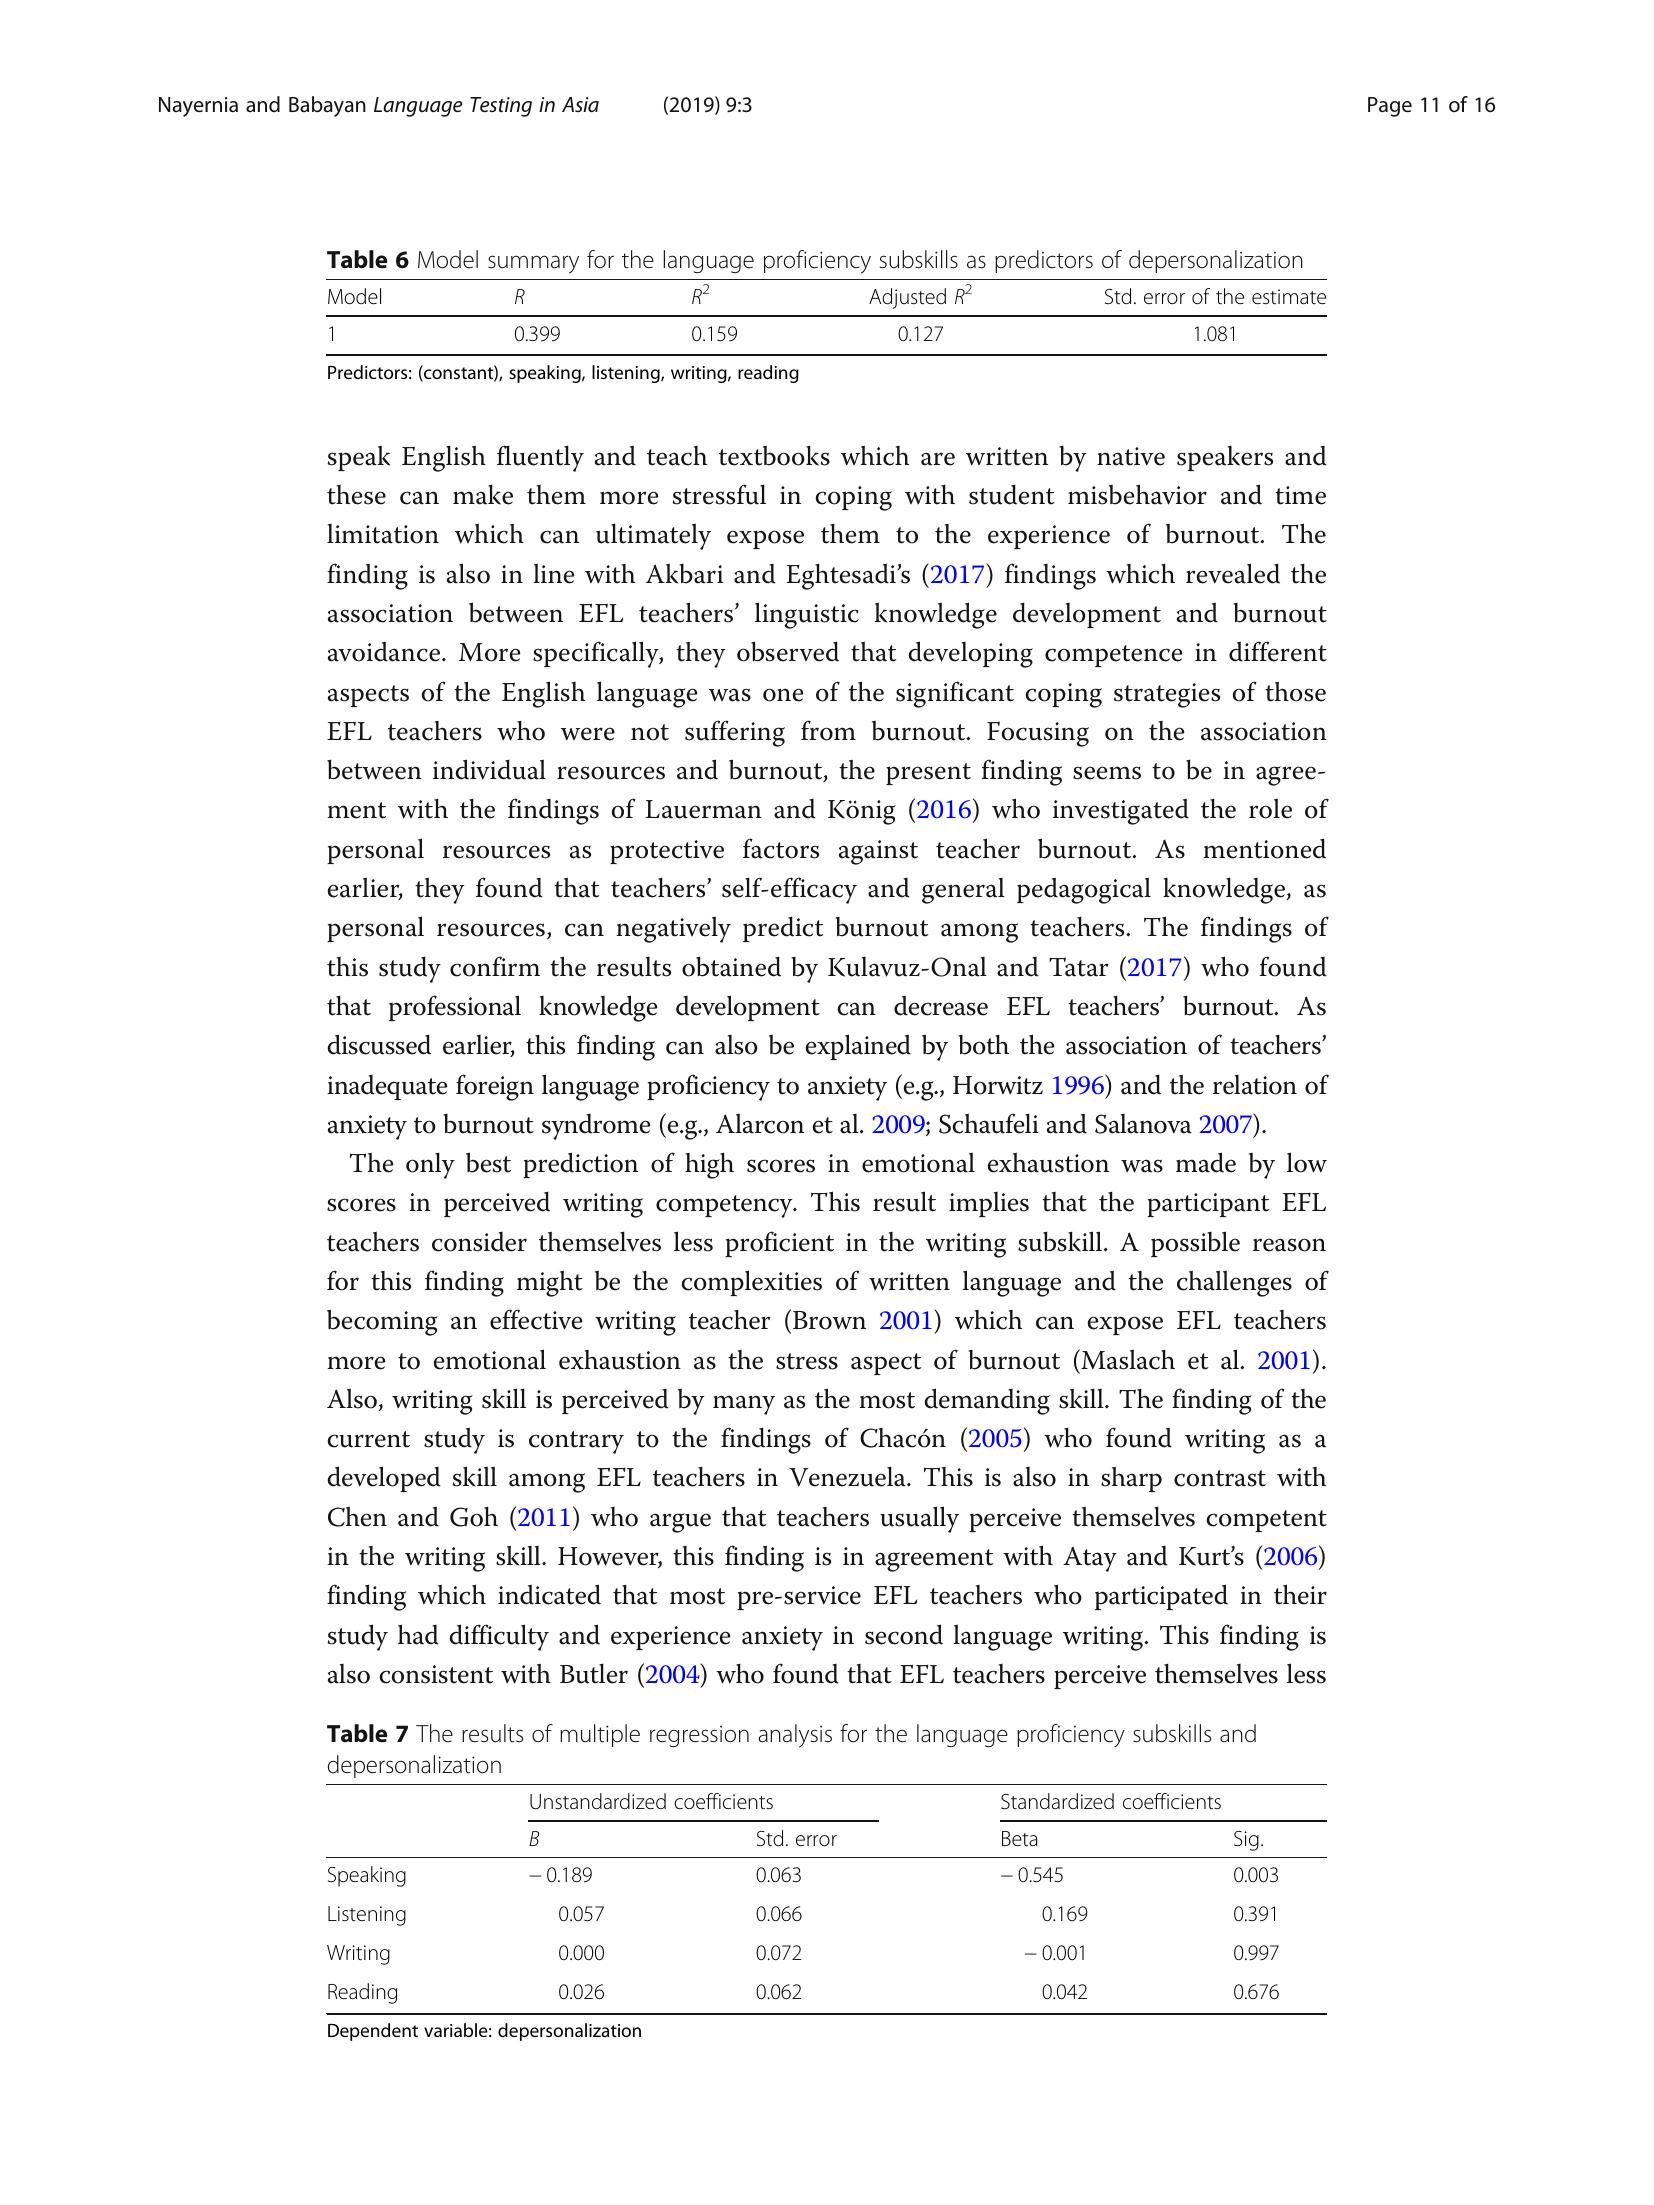 Nayernia and Babayan Language Testing in Asia (2019) 9:3 Page 11 of 16
Table 6 Model summary for the language proficiency subskills as predictors of depersonalization
Model R R2 Adjusted R2 Std. error of the estimate
1 0.399 0.159 0.127 1.081
Predictors: (constant), speaking, listening, writing, reading
speak English fluently and teach textbooks which are written by native speakers and
these can make them more stressful in coping with student misbehavior and time
limitation which can ultimately expose them to the experience of burnout. The
finding is also in line with Akbari and Eghtesadi’s (2017) findings which revealed the
association between EFL teachers’ linguistic knowledge development and burnout
avoidance. More specifically, they observed that developing competence in different
aspects of the English language was one of the significant coping strategies of those
EFL teachers who were not suffering from burnout. Focusing on the association
between individual resources and burnout, the present finding seems to be in agree-
ment with the findings of Lauerman and König (2016) who investigated the role of
personal resources as protective factors against teacher burnout. As mentioned
earlier, they found that teachers’ self-efficacy and general pedagogical knowledge, as
personal resources, can negatively predict burnout among teachers. The findings of
this study confirm the results obtained by Kulavuz-Onal and Tatar (2017) who found
that professional knowledge development can decrease EFL teachers’ burnout. As
discussed earlier, this finding can also be explained by both the association of teachers’
inadequate foreign language proficiency to anxiety (e.g., Horwitz 1996) and the relation of
anxiety to burnout syndrome (e.g., Alarcon et al. 2009; Schaufeli and Salanova 2007).
The only best prediction of high scores in emotional exhaustion was made by low
scores in perceived writing competency. This result implies that the participant EFL
teachers consider themselves less proficient in the writing subskill. A possible reason
for this finding might be the complexities of written language and the challenges of
becoming an effective writing teacher (Brown 2001) which can expose EFL teachers
more to emotional exhaustion as the stress aspect of burnout (Maslach et al. 2001).
Also, writing skill is perceived by many as the most demanding skill. The finding of the
current study is contrary to the findings of Chacón (2005) who found writing as a
developed skill among EFL teachers in Venezuela. This is also in sharp contrast with
Chen and Goh (2011) who argue that teachers usually perceive themselves competent
in the writing skill. However, this finding is in agreement with Atay and Kurt’s (2006)
finding which indicated that most pre-service EFL teachers who participated in their
study had difficulty and experience anxiety in second language writing. This finding is
also consistent with Butler (2004) who found that EFL teachers perceive themselves less
Table 7 The results of multiple regression analysis for the language proficiency subskills and
depersonalization
Unstandardized coefficients Standardized coefficients
B Std. error Beta Sig.
Speaking − 0.189 0.063 − 0.545 0.003
Listening 0.057 0.066 0.169 0.391
Writing 0.000 0.072 − 0.001 0.997
Reading 0.026 0.062 0.042 0.676
Dependent variable: depersonalization